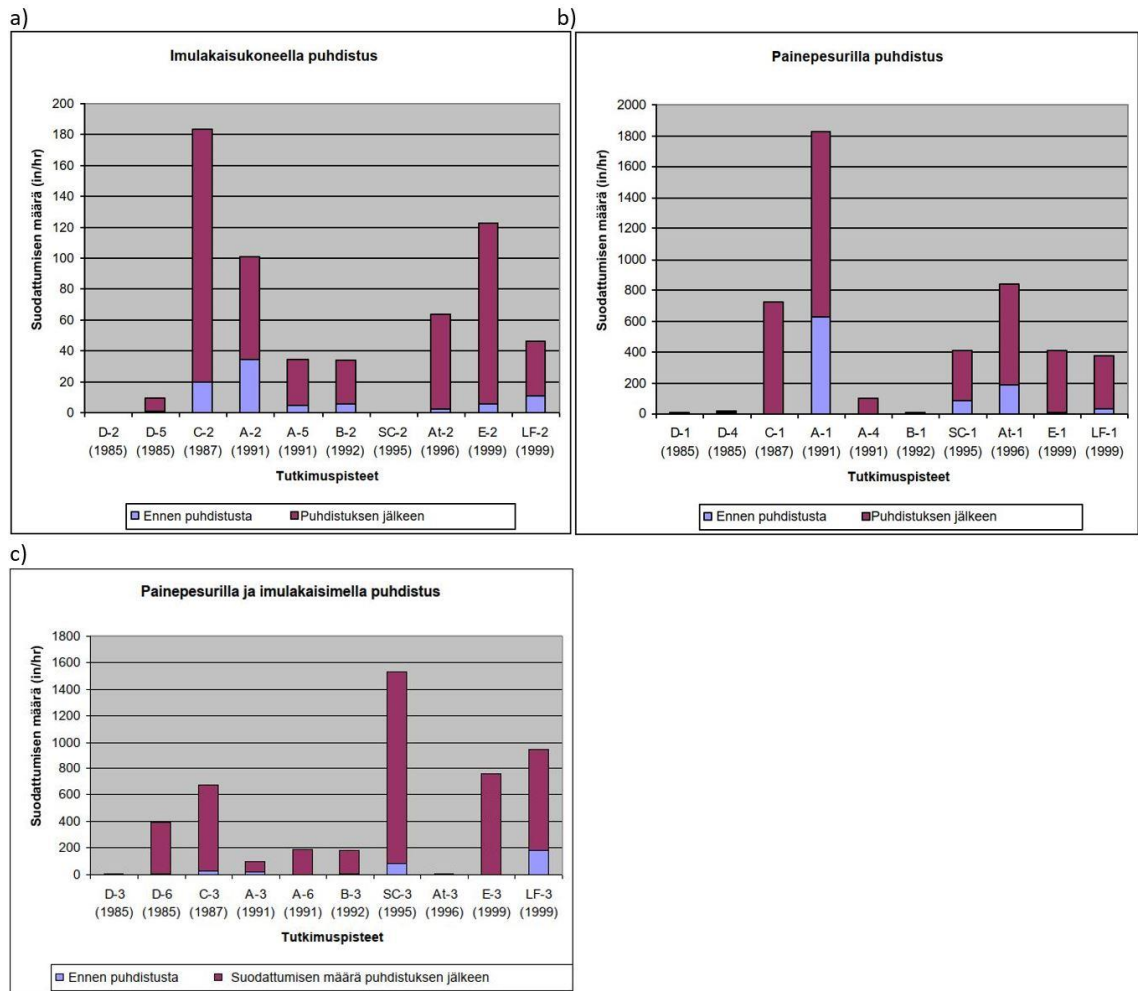 a)
Imulakaisukoneella puhdistus
Suodattumisen määrä (in/hr)
200
180
160
140
120
100
80
60
40
20
0
D-2 D-5 C-2 A-2 A-5 B-2 SC-2 At-2 E-2 LF-2
(1985) (1985) (1987) (1991) (1991) (1992) (1995) (1996) (1999) (1999)
Tutkimuspisteet
Ennen puhdistusta Puhdistuksen jälkeen
b)
Painepesurilla puhdistus
Suodattumisen määrä (in/hr)
2000
1800
1600
1400
1200
1000
800
600
400
200
0
D-1 D-4 C-1 A-1 A-4 B-1 SC-1 At-1 E-1 LF-1
(1985) (1985) (1987) (1991) (1991) (1992) (1995) (1996) (1999) (1999)
Tutkimuspisteet
Ennen puhdistusta Puhdistuksen jälkeen
c)
Painepesurilla ja imulakaisimella puhdistus
Suodattumisen määrä (in/hr)
1800
1600
1400
1200
1000
800
600
400
200
0
D-3 D-6 C-3 A-3 A-6 B-3 SC-3 At-3 E-3 LF-3
(1985) (1985) (1987) (1991) (1991) (1992) (1995) (1996) (1999) (1999)
Tutkimuspisteet
Ennen puhdistusta Suodattumisen määrä puhdistuksen jälkeen